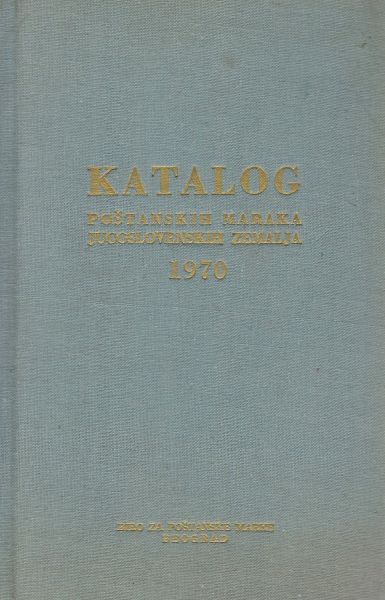 KATALOG
POŠTANSKIH MARAKA
JUGOSLOVENSKIH ZEMALJA
1970
BIRO ZA POŠTANSKE MARKE
BEOGRAD